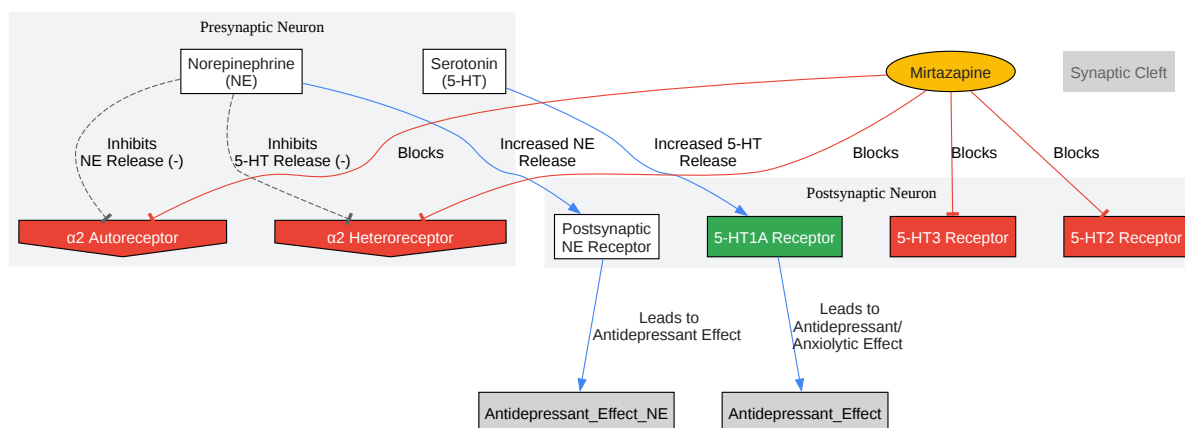 Presynaptic Neuron
Norepinephrine
(NE)
Serotonin
(5-HT)
Mirtazapine
Synaptic Cleft
Inhibits
NE Release (-)
Inhibits
5-HT Release (-)
Blocks
Increased NE
Release
Increased 5-HT
Release
Blocks
Blocks
Blocks
Postsynaptic Neuron
α2 Autoreceptor
α2 Heteroreceptor
Postsynaptic
NE Receptor
5-HT1A Receptor
5-HT3 Receptor
5-HT2 Receptor
Leads to
Antidepressant Effect
Leads to
Antidepressant/
Anxiolytic Effect
Antidepressant_Effect_NE
Antidepressant_Effect